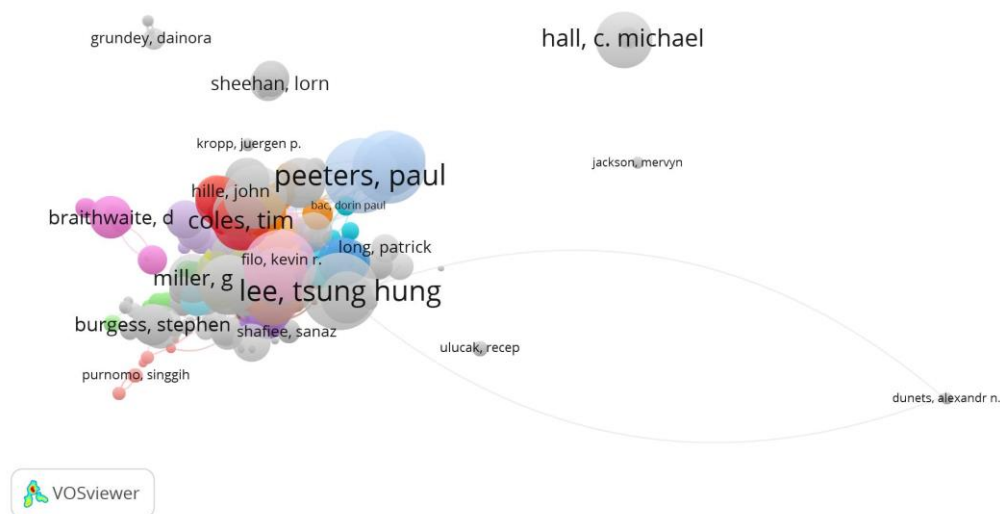 grundey, dainora
hall, c. michael
sheehan, lorn
kropp, juergen p.
jackson, mervyn
peeters, paul
hille, john
bac, dorin paul
braithwaite, d
coles, tim
long, patrick
filo, kevin r.
miller, g
lee, tsung hung
burgess, stephen
shafiee, sanaz
ulucak, recep
purnomo, singgih
dunets, alexandr n.
VOSviewer